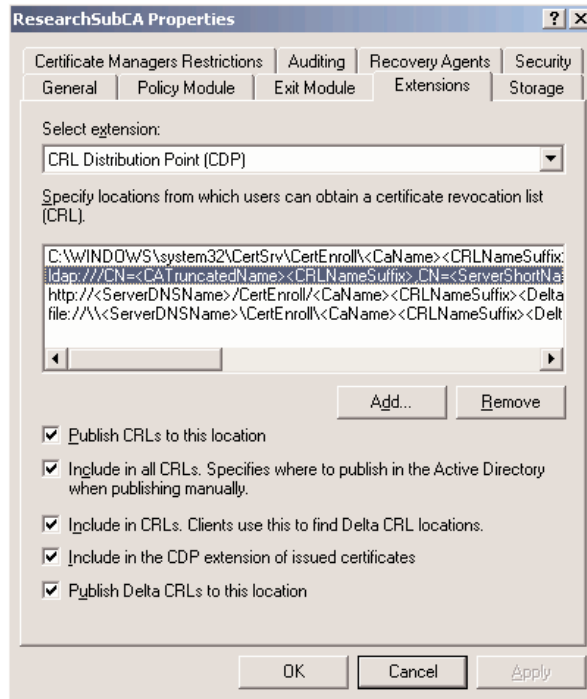 ResearchSubCA Properties
Certificate Managers Restrictions Auditing Recovery Agents Security
General Policy Module Exit Module Extensions Storage
Select extension:
CRL Distribution Point (CDP)
Specify locations from which users can obtain a certificate revocation list
(CRL).
C:\WINDOWS\system32\CertSrv\CertEnroll\<CaName><CRLNameSuffix
ldap:///CN=<CATruncatedName><CRLNameSuffix>,CN=<ServerShortNa
http://<ServerDNSName>/CertEnroll/<CaName><CRLNameSuffix><Delta
file://\\<ServerDNSName>\CertEnroll\<CaName><CRLNameSuffix><Delt
Add... Remove
Publish CRLs to this location
Include in all CRLs. Specifies where to publish in the Active Directory
when publishing manually.
Include in CRLs. Clients use this to find Delta CRL locations.
Include in the CDP extension of issued certificates
Publish Delta CRLs to this location
OK Cancel Apply